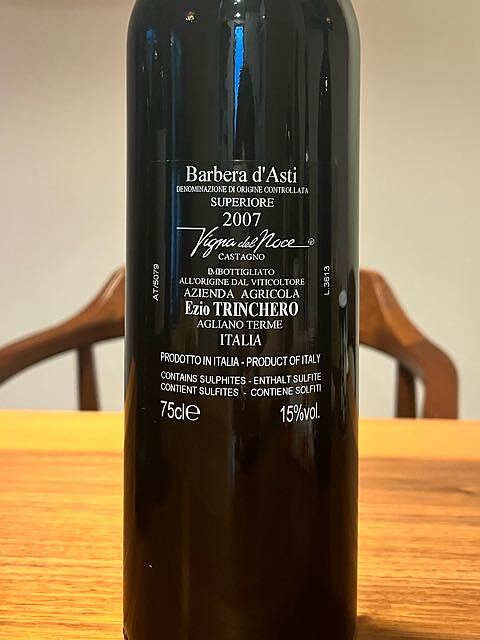 Barbera d'Asti
DENOMINAZIONE DI ORIGINE CONTROLLATA
SUPERIORE
2007
Vigna del Noce ®
CASTAGNO
IMBOTTIGLIATO
ALL'ORIGINE DAL VITICOLTORE
AZIENDA AGRICOLA
Ezio TRINCHERO
AGLIANO TERME
ITALIA
AT/5079
L.3613
PRODOTTO IN ITALIA - PRODUCT OF ITALY
CONTAINS SULPHITES - ENTHALT SULFITE
CONTIENT SULFITES - CONTIENE SOLFITI
75cl℮ 15%vol.